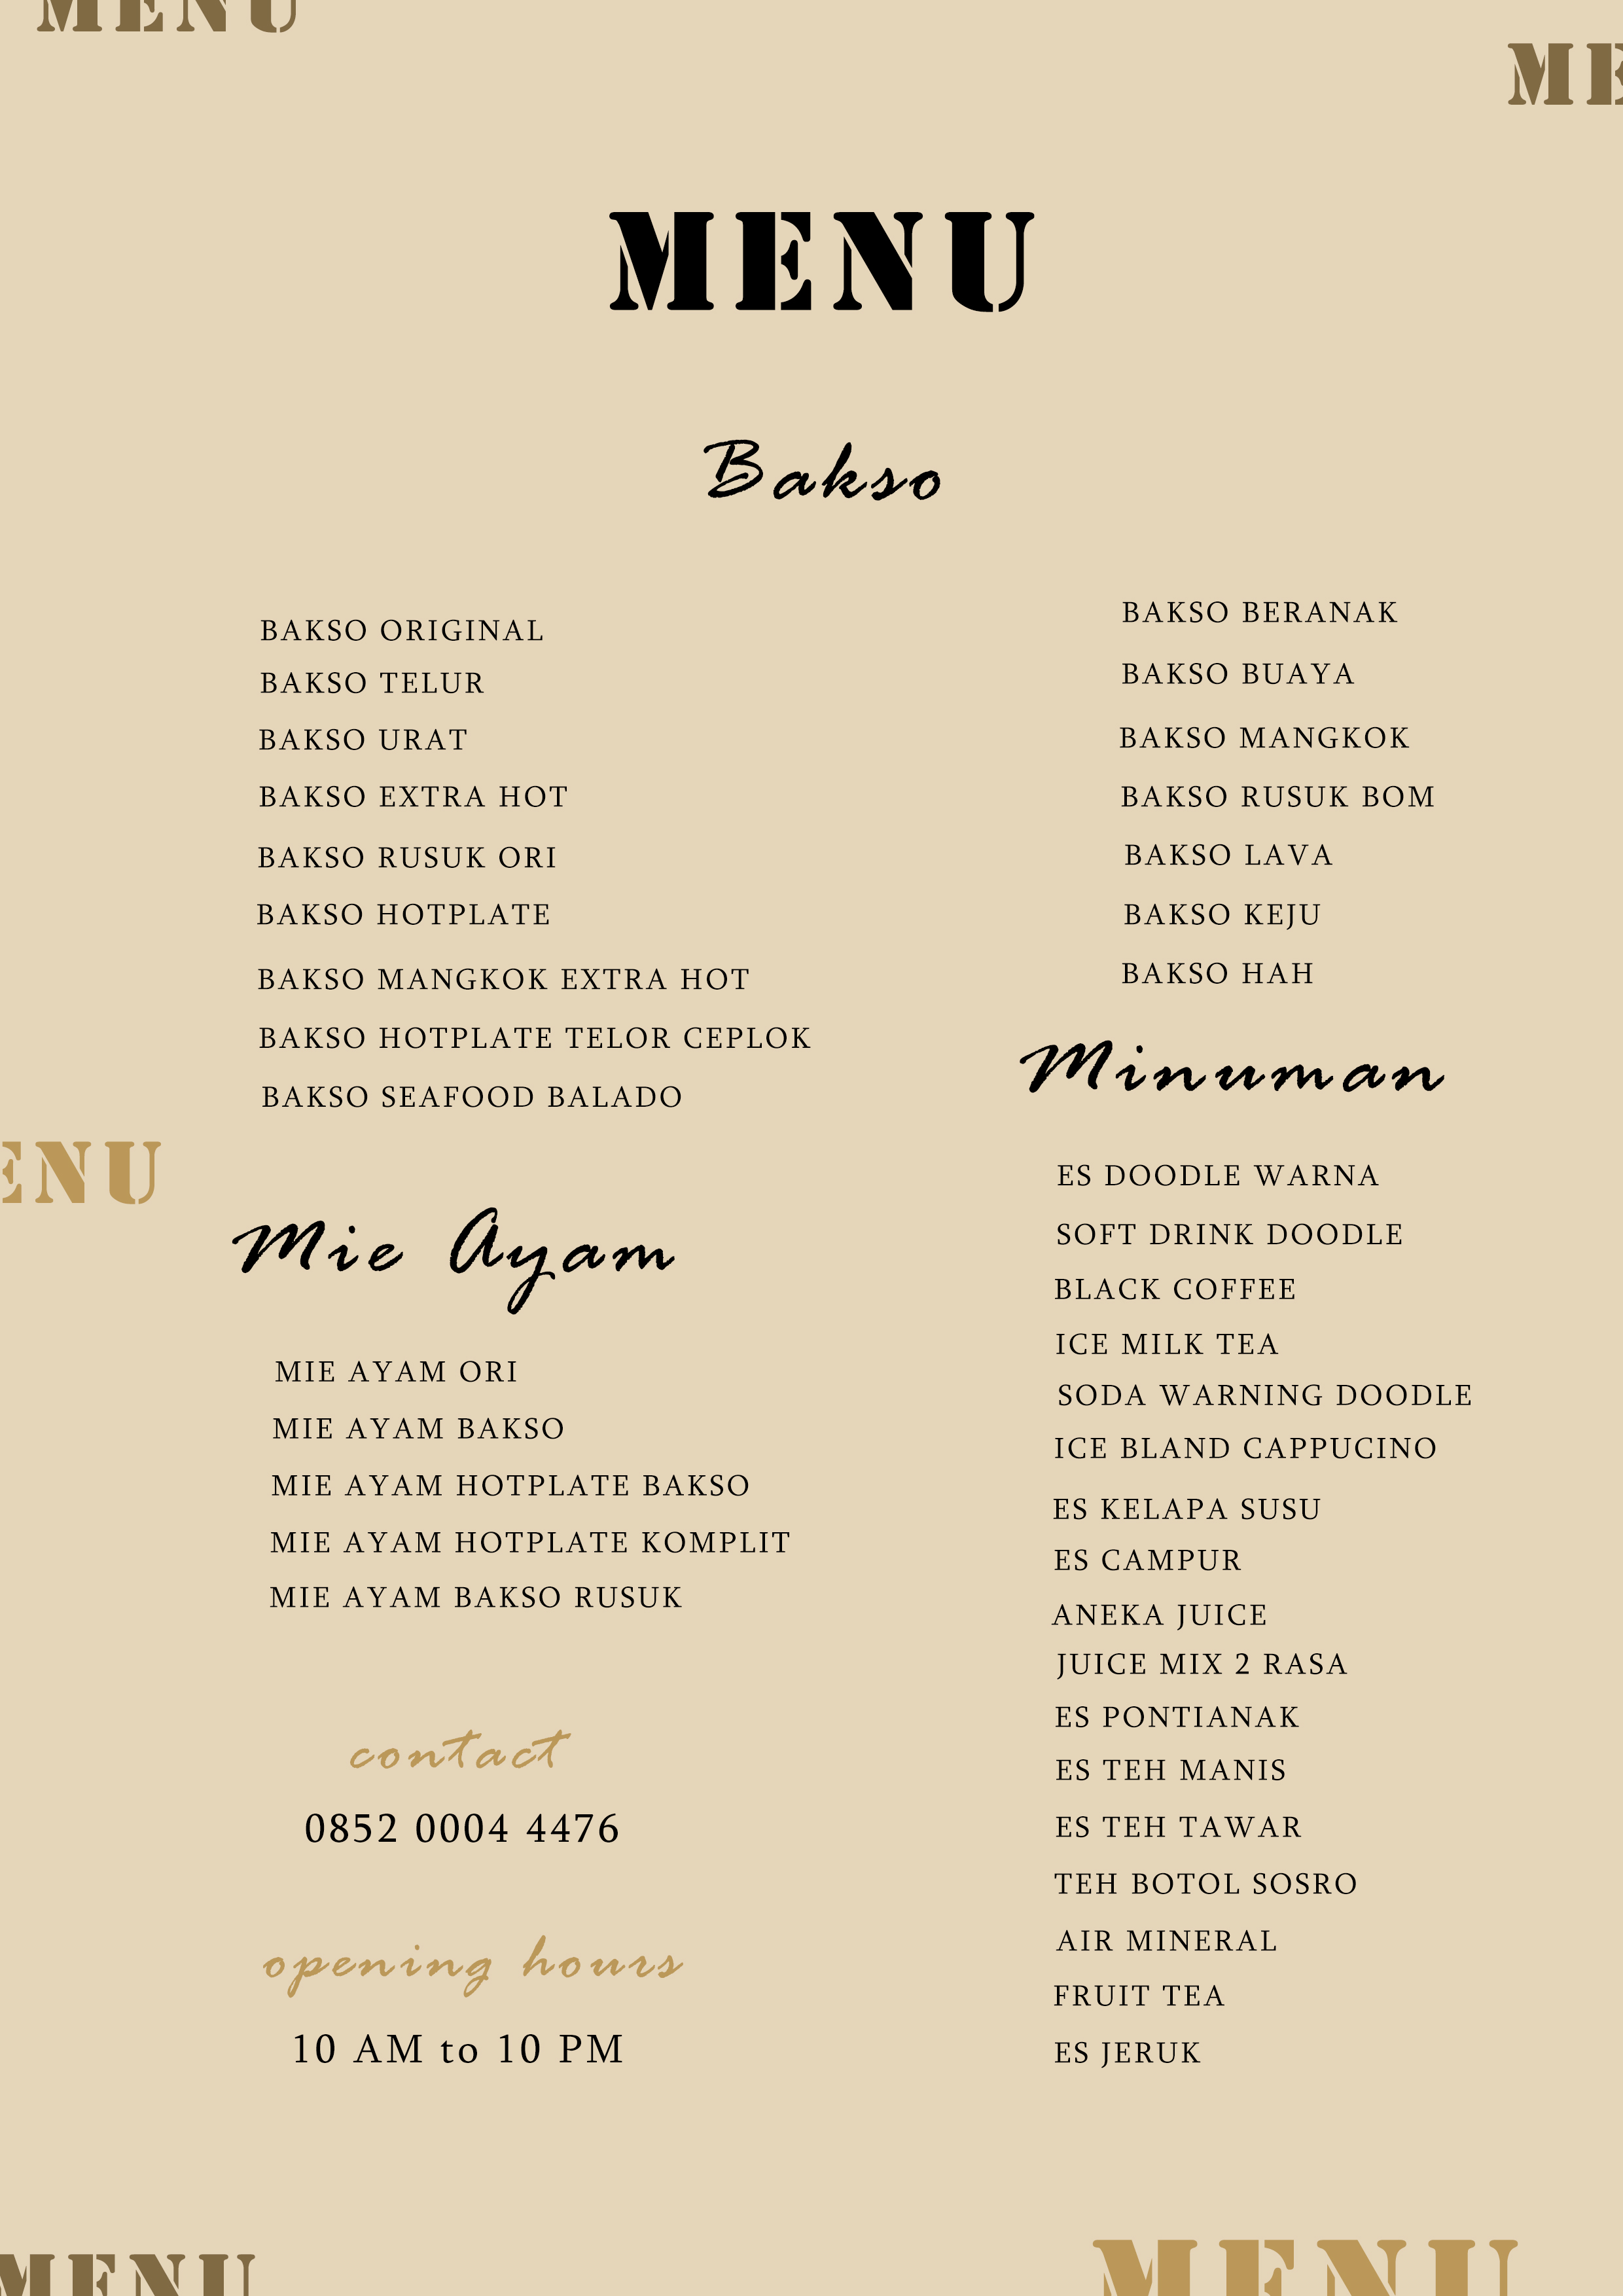 MENU
ME
MENU
Bakso
BAKSO ORIGINAL
BAKSO TELUR
BAKSO URAT
BAKSO EXTRA HOT
BAKSO RUSUK ORI
BAKSO HOTPLATE
BAKSO MANGKOK EXTRA HOT
BAKSO HOTPLATE TELOR CEPLOK
BAKSO SEAFOOD BALADO
BAKSO BERANAK
BAKSO BUAYA
BAKSO MANGKOK
BAKSO RUSUK BOM
BAKSO LAVA
BAKSO KEJU
BAKSO HAH
ENU
Mie Ayam
MIE AYAM ORI
MIE AYAM BAKSO
MIE AYAM HOTPLATE BAKSO
MIE AYAM HOTPLATE KOMPLIT
MIE AYAM BAKSO RUSUK
contact
0852 0004 4476
opening hours
10 AM to 10 PM
Minuman
ES DOODLE WARNA
SOFT DRINK DOODLE
BLACK COFFEE
ICE MILK TEA
SODA WARNING DOODLE
ICE BLAND CAPPUCINO
ES KELAPA SUSU
ES CAMPUR
ANEKA JUICE
JUICE MIX 2 RASA
ES PONTIANAK
ES TEH MANIS
ES TEH TAWAR
TEH BOTOL SOSRO
AIR MINERAL
FRUIT TEA
ES JERUK
MENU
MENU